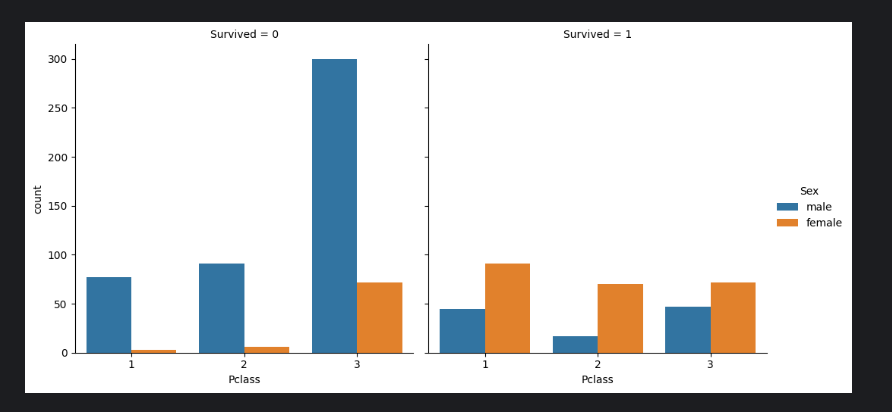 Survived = 0
Survived = 1
300
250
200
150
100
50
0
count
1 2 3
Pclass
1 2 3
Pclass
Sex
male
female